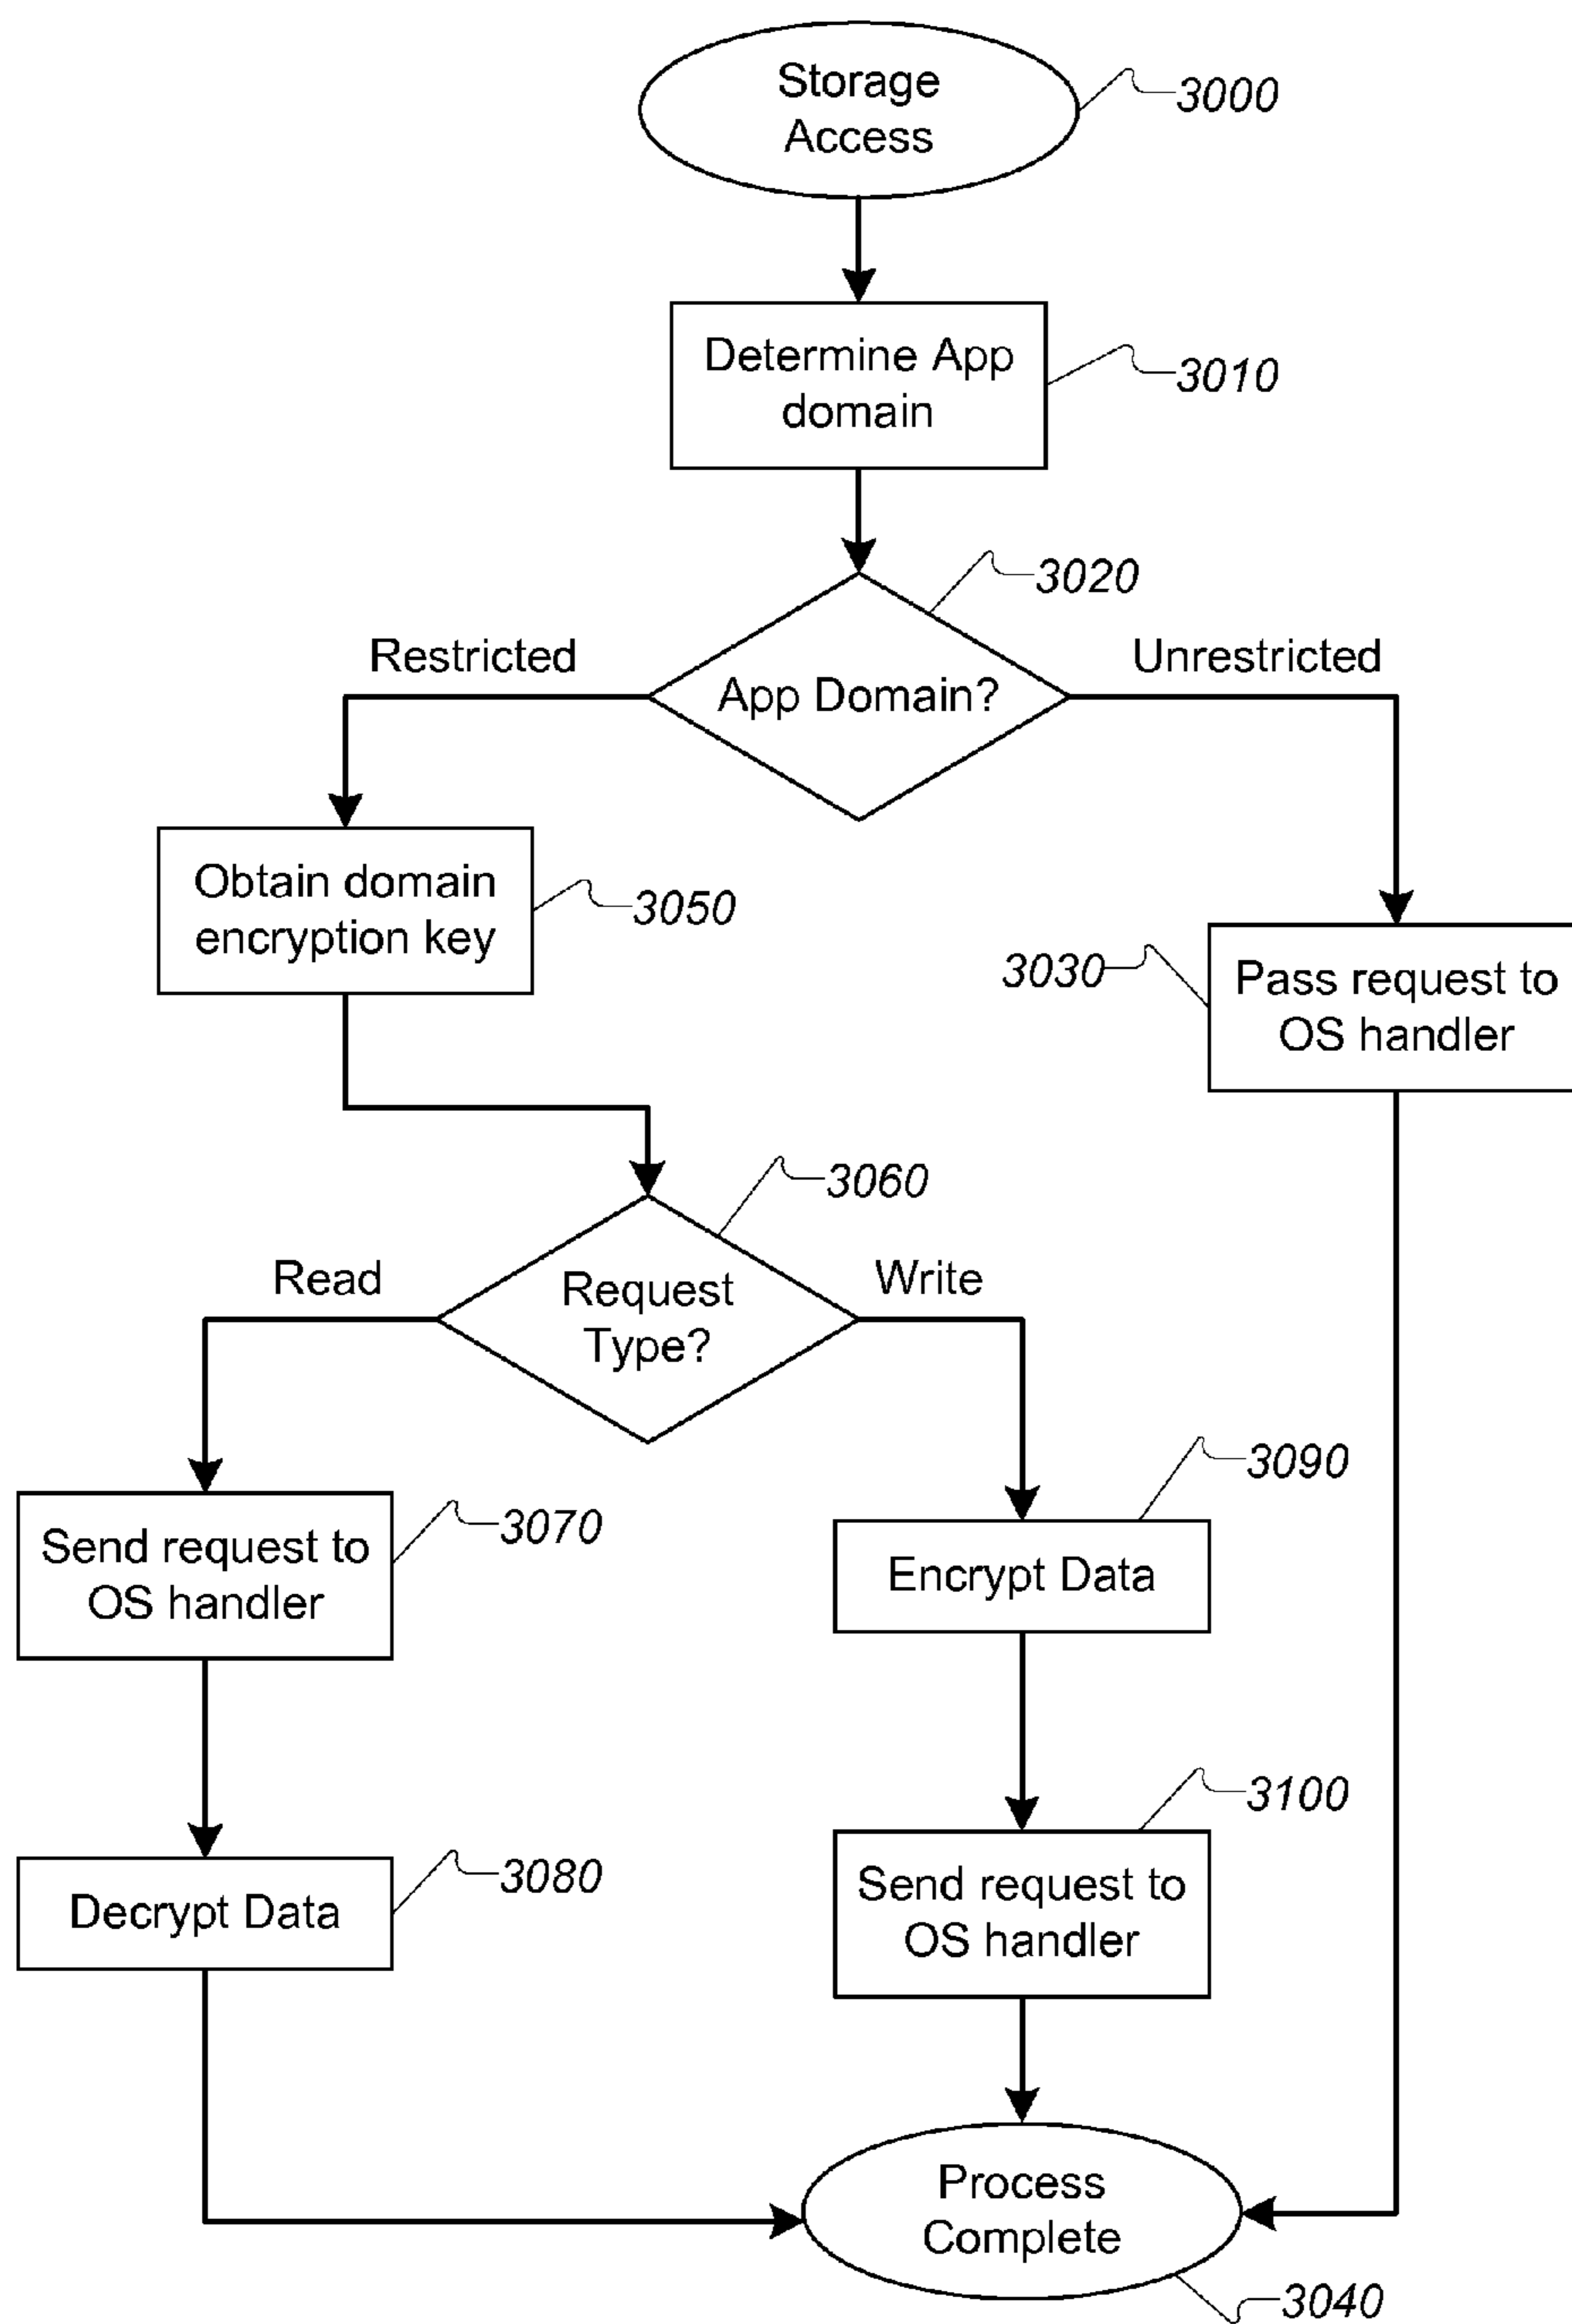 Storage
Access
3000
Determine App
domain
3010
3020
Restricted
Unrestricted
App Domain?
Obtain domain
encryption key
3050
3030
Pass request to
OS handler
3060
Read
Write
Request
Type?
3090
Send request to
OS handler
3070
Encrypt Data
3100
Decrypt Data
3080
Send request to
OS handler
Process
Complete
3040